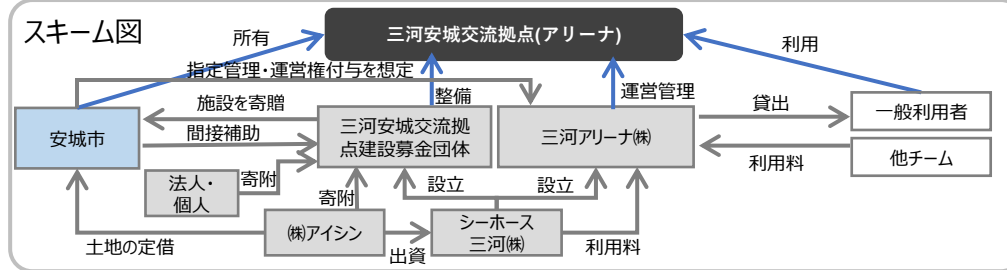 スキーム図
三河安城交流拠点(アリーナ)
所有
利用
指定管理・運営権付与を想定
整備
運営管理
施設を寄贈
貸出
一般利用者
安城市
間接補助
三河安城交流拠
点建設募金団体
三河アリーナ㈱
利用料
他チーム
法人・
個人
寄附
設立
設立
寄附
㈱アイシン
シーホース
三河㈱
土地の定借
出資
利用料